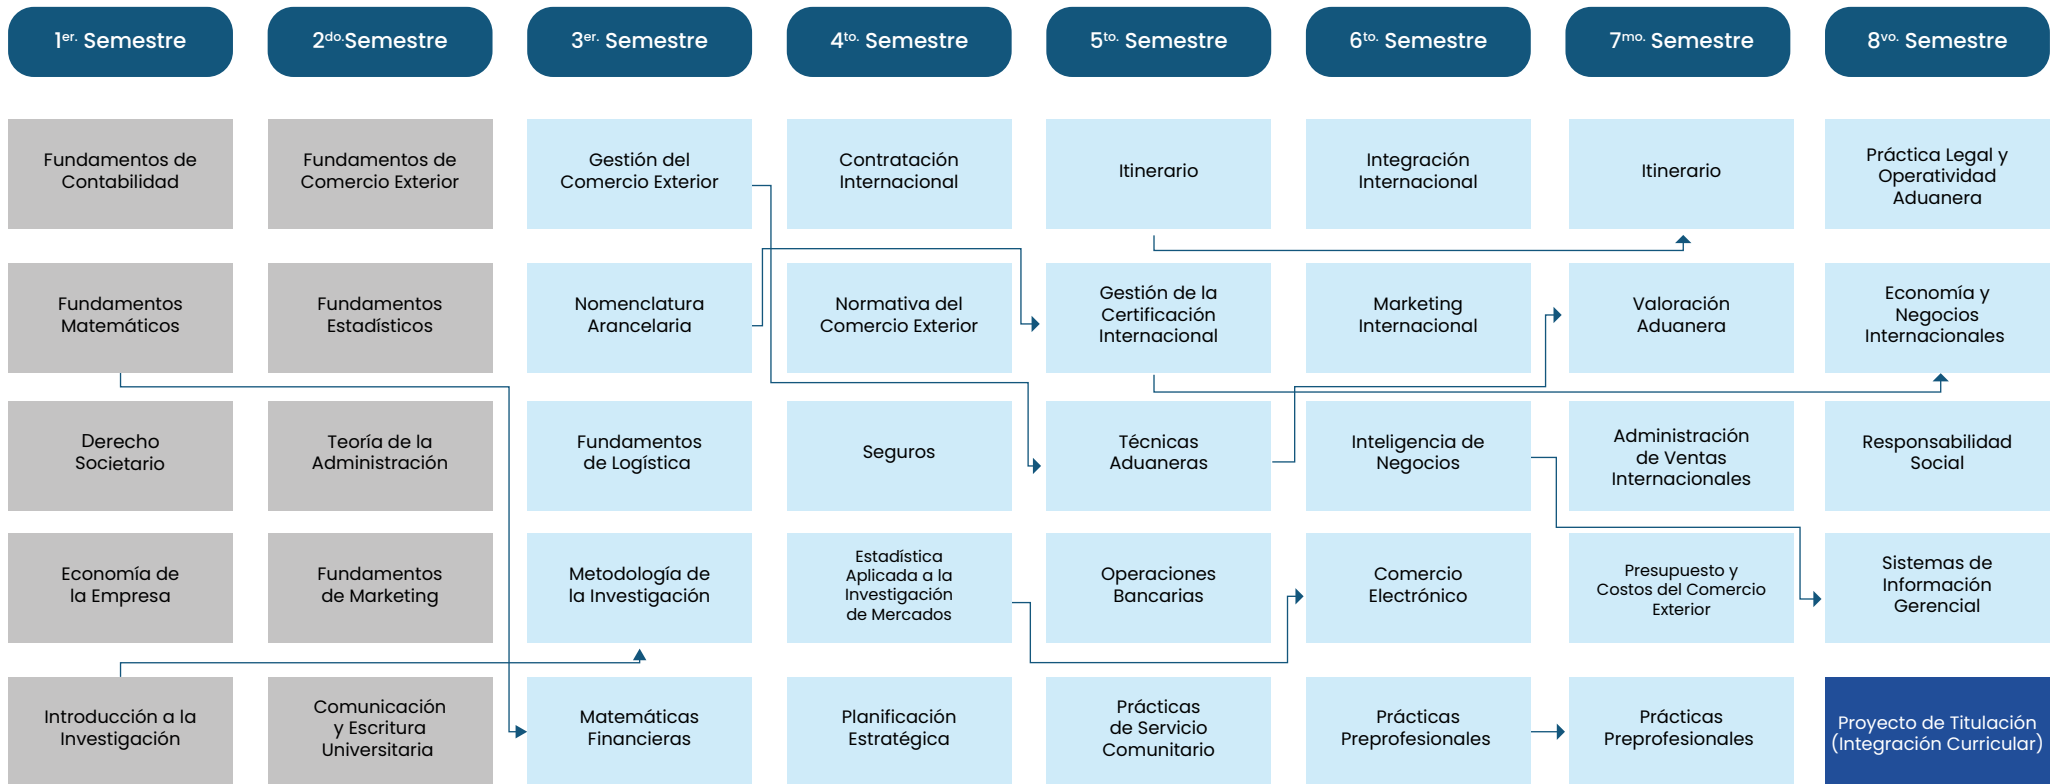 1er. Semestre
2do.Semestre
3er. Semestre
4to. Semestre
5to. Semestre
6to. Semestre
7mo. Semestre
8vo. Semestre
Fundamentos de
Contabilidad
Fundamentos de
Comercio Exterior
Gestión del
Comercio Exterior
Contratación
Internacional
Itinerario
Integración
Internacional
Itinerario
Práctica Legal y
Operatividad
Aduanera
Fundamentos
Matemáticos
Fundamentos
Estadísticos
Nomenclatura
Arancelaria
Normativa del
Comercio Exterior
Gestión de la
Certificación
Internacional
Marketing
Internacional
Valoración
Aduanera
Economía y
Negocios
Internacionales
Derecho
Societario
Teoría de la
Administración
Fundamentos
de Logística
Seguros
Técnicas
Aduaneras
Inteligencia de
Negocios
Administración
de Ventas
Internacionales
Responsabilidad
Social
Economía de
la Empresa
Fundamentos
de Marketing
Metodología de
la Investigación
Estadística
Aplicada a la
Investigación
de Mercados
Operaciones
Bancarias
Comercio
Electrónico
Presupuesto y
Costos del Comercio
Exterior
Sistemas de
Información
Gerencial
Introducción a la
Investigación
Comunicación
y Escritura
Universitaria
Matemáticas
Financieras
Planificación
Estratégica
Prácticas
de Servicio
Comunitario
Prácticas
Preprofesionales
Prácticas
Preprofesionales
Proyecto de Titulación
(Integración Curricular)